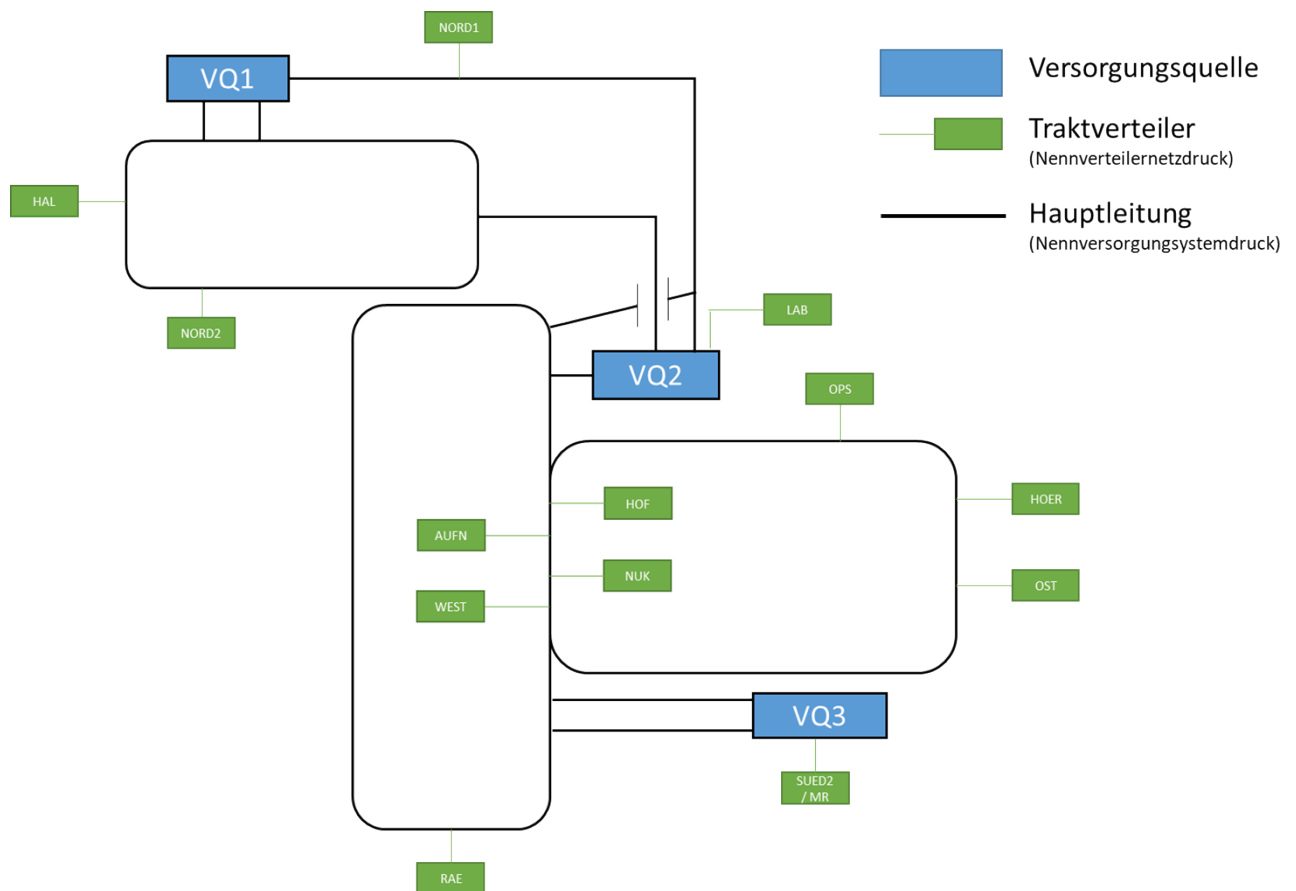 NORD1
VQ1
Versorgungsquelle
Traktverteiler
(Nennverteilernetzdruck)
HAL
Hauptleitung
(Nennversorgungsystemdruck)
NORD2
LAB
VQ2
OPS
HOF
HOER
AUFN
NUK
OST
WEST
VQ3
SUED2
/ MR
RAE